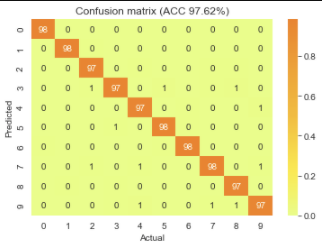 Confusion matrix (ACC 97.62%)
0 98 0 0 0 0 0 0 0 0 0
1 0 98 0 0 0 0 0 0 0 0
2 0 0 97 0 0 0 0 0 0 0
3 0 0 1 97 0 1 0 0 1 0
4 0 0 0 0 97 0 0 0 0 1
5 0 0 0 1 0 98 0 0 0 0
6 0 0 0 0 0 0 98 0 0 0
7 0 0 1 0 1 0 0 98 0 1
8 0 0 0 0 0 0 0 0 97 0
9 0 0 0 0 1 0 0 1 1 97
0 1 2 3 4 5 6 7 8 9
Predicted
Actual
0.8
0.6
0.4
0.2
0.0